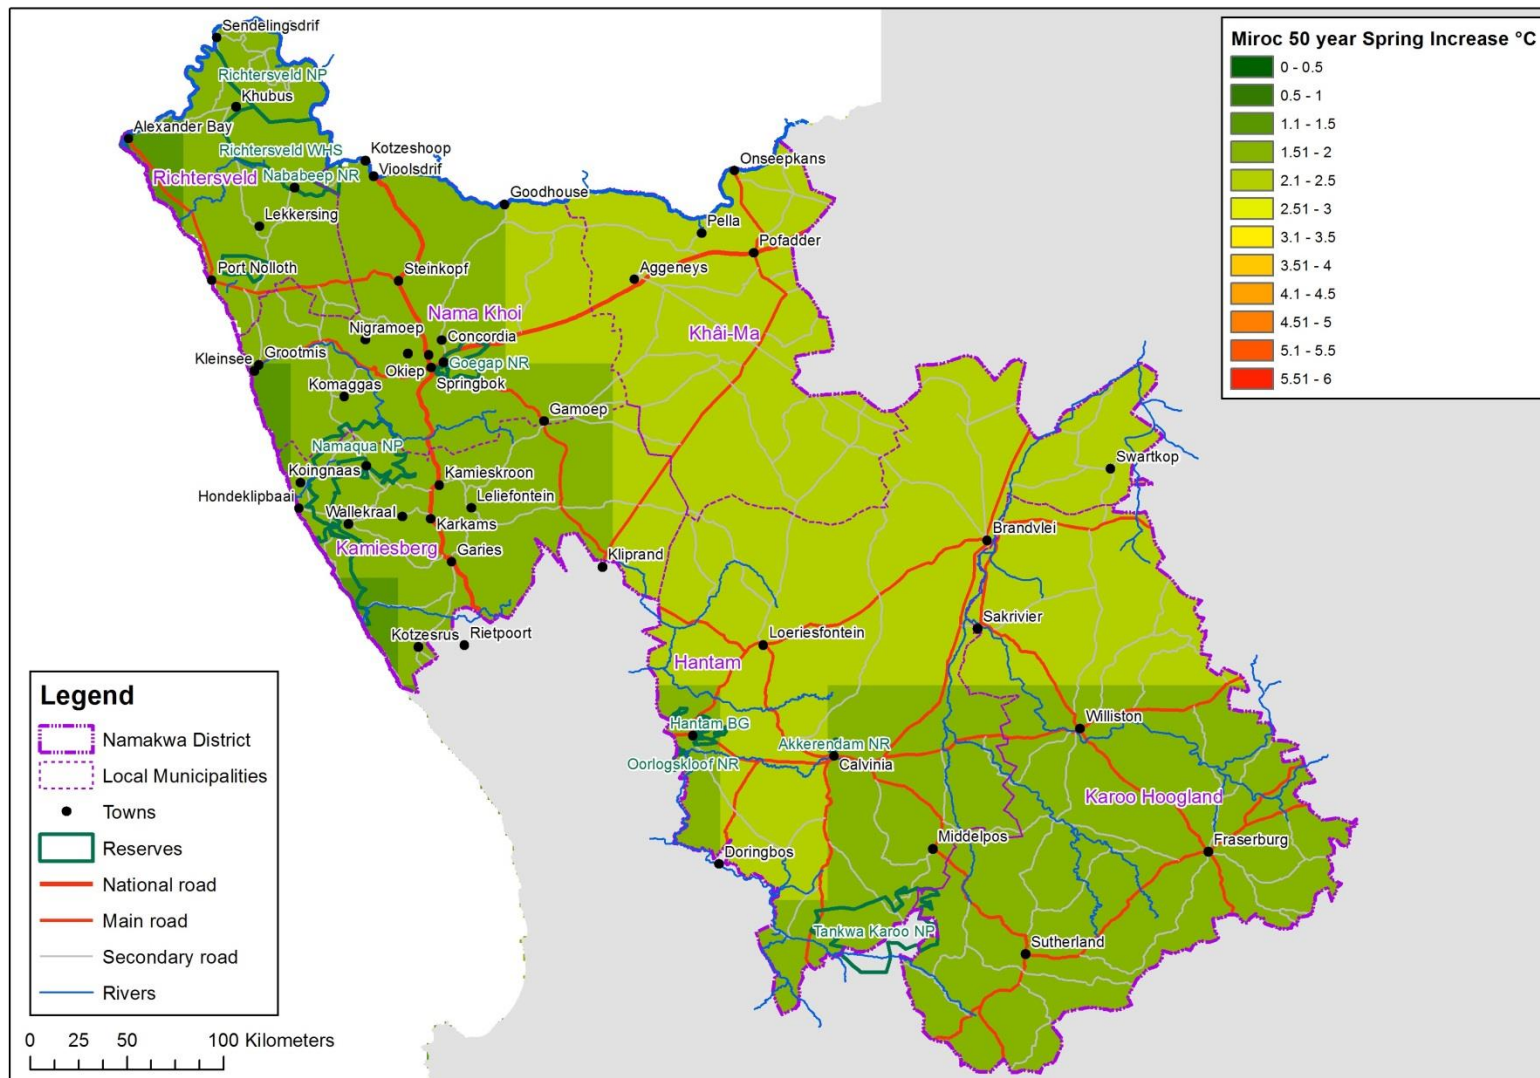 Sendelingsdrif
Richtersveld NP
Khubus
Alexander Bay
Kotzeshoop
Richtersveld WHS
Vioolsdrif
Richtersveld
Nababeep NR
Onseepkans
Goodhouse
Lekkersing
Pella
Pofadder
Port Nolloth
Steinkopf
Aggeneys
Nama Khoi
Nigramoep
Concordia
Khâi-Ma
Kleinsee
Grootmis
Okiep
Goegap NR
Springbok
Komaggas
Gamoep
Namaqua NP
Koingnaas
Kamieskroon
Swartkop
Hondeklipbaai
Leliefontein
Wallekraal
Karkams
Brandvlei
Kamiesberg
Garies
Kliprand
Kotzesrus
Rietpoort
Loeriesfontein
Sakrivier
Hantam
Hantam BG
Williston
Akkerendam NR
Oorlogskloof NR
Calvinia
Karoo Hoogland
Middelpos
Fraserburg
Doringbos
Tankwa Karoo NP
Sutherland
Miroc 50 year Spring Increase °C
0 - 0.5
0.5 - 1
1.1 - 1.5
1.51 - 2
2.1 - 2.5
2.51 - 3
3.1 - 3.5
3.51 - 4
4.1 - 4.5
4.51 - 5
5.1 - 5.5
5.51 - 6
Legend
Namakwa District
Local Municipalities
Towns
Reserves
National road
Main road
Secondary road
Rivers
0 25 50 100 Kilometers